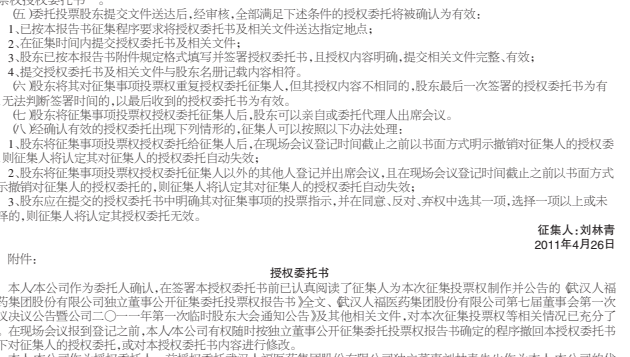 票权授权委托书”。
(五)委托投票股东提交文件送达后,经审核,全部满足下述条件的授权委托将被确认为有效:
1、已按本报告书征集程序要求将授权委托书及相关文件送达指定地点;
2、在征集时间内提交授权委托书及相关文件;
3、股东已按本报告书附件规定格式填写并签署授权委托书,且授权内容明确,提交相关文件完整、有效;
4、提交授权委托书及相关文件与股东名册记载内容相符。
(六)股东将其对征集事项投票权重复授权委托征集人,但其授权内容不相同的,股东最后一次签署的授权委托书为有
无法判断签署时间的,以最后收到的授权委托书为有效。
(七)股东将征集事项投票权授权委托征集人后,股东可以亲自或委托代理人出席会议。
(八)经确认有效的授权委托出现下列情形的,征集人可以按照以下办法处理:
1、股东将征集事项投票权授权委托给征集人后,在现场会议登记时间截止之前以书面方式明示撤销对征集人的授权委
则征集人将认定其对征集人的授权委托自动失效;
2、股东将征集事项投票权授权委托征集人以外的其他人登记并出席会议,且在现场会议登记时间截止之前以书面方式
示撤销对征集人的授权委托的,则征集人将认定其对征集人的授权委托自动失效;
3、股东应在提交的授权委托书中明确其对征集事项的投票指示,并在同意、反对、弃权中选其一项,选择一项以上或未
择的,则征集人将认定其授权委托无效。
征集人:刘林青
2011年4月26日
附件:
授权委托书
本人/本公司作为委托人确认,在签署本授权委托书前已认真阅读了征集人为本次征集投票权制作并公告的《武汉人福
药集团股份有限公司独立董事公开征集委托投票权报告书》全文、《武汉人福医药集团股份有限公司第七届董事会第一次
议决议公告暨公司二〇一一年第一次临时股东大会通知公告》及其他相关文件,对本次征集投票权等相关情况已充分了
。在现场会议报到登记之前,本人/本公司有权随时按独立董事公开征集委托投票权报告书确定的程序撤回本授权委托书
下对征集人的授权委托,或对本授权委托书内容进行修改。